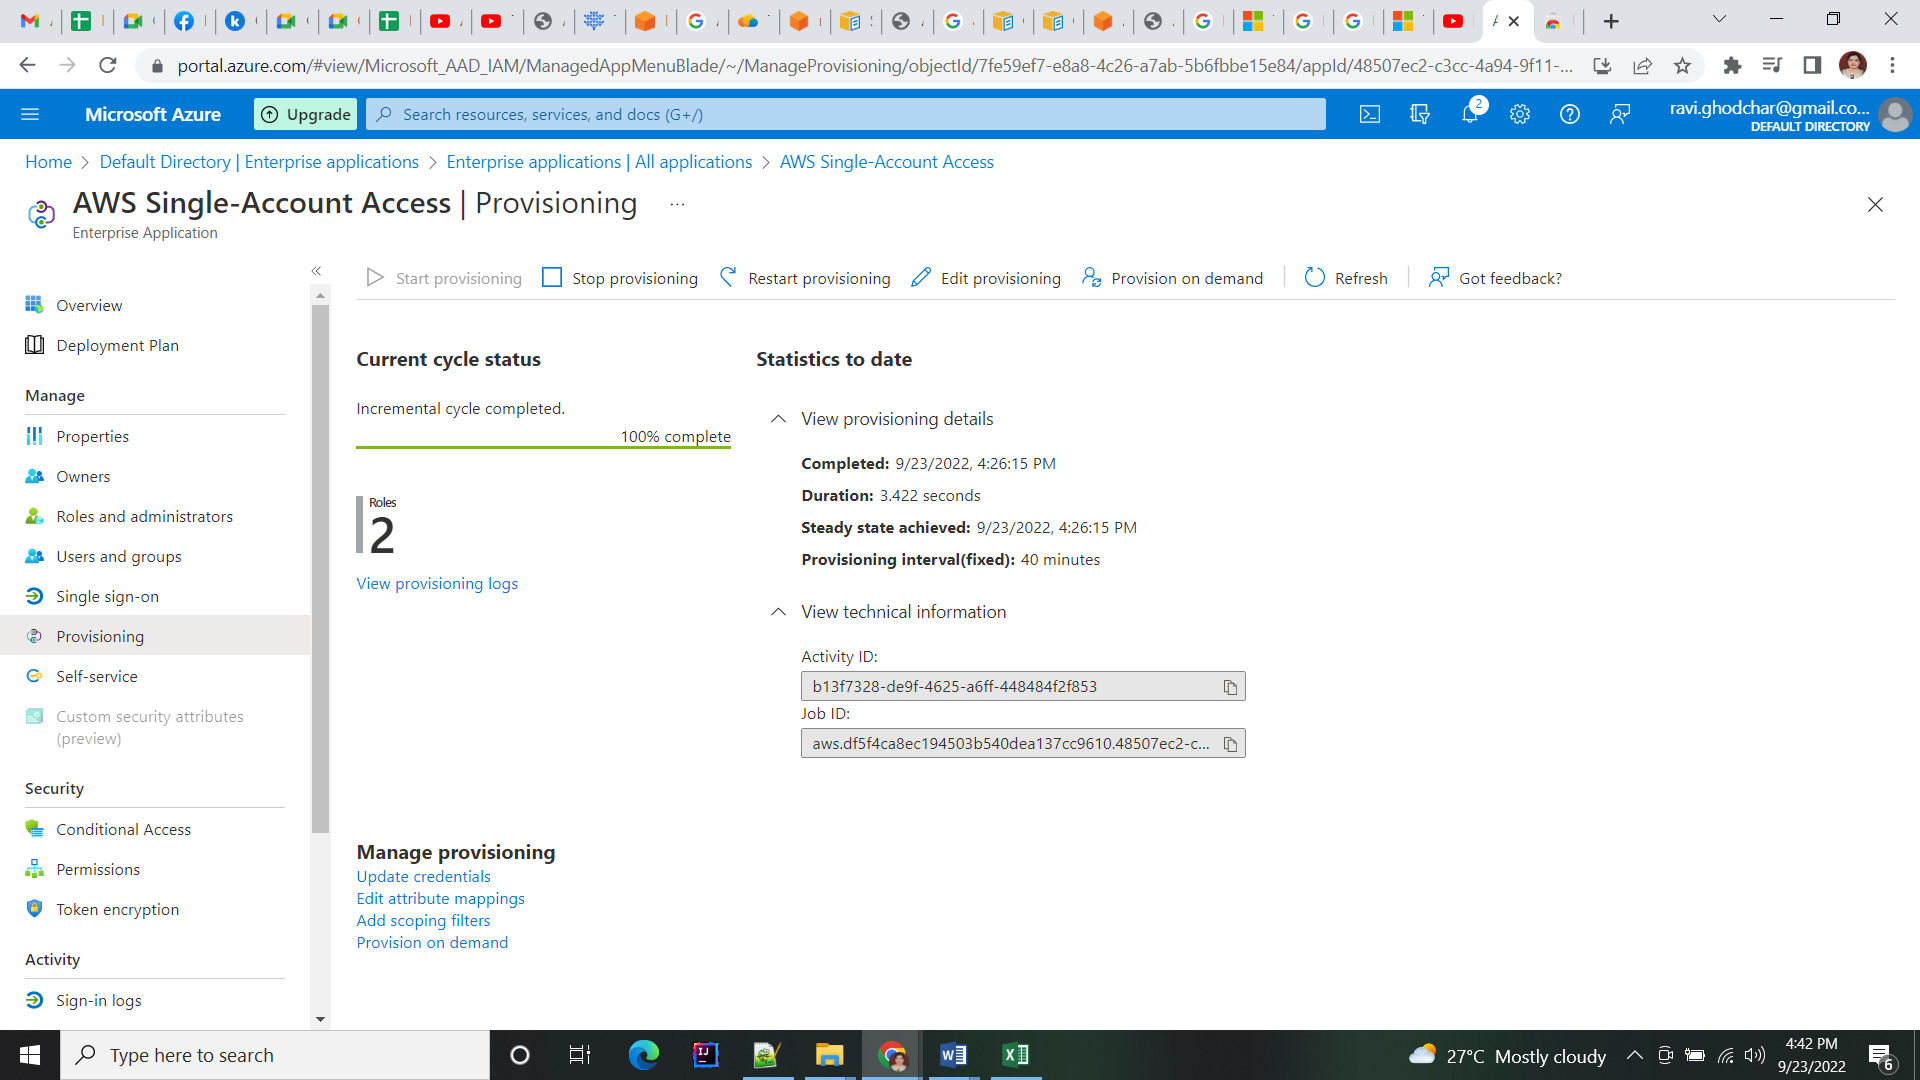 portal.azure.com/#view/Microsoft_AAD_IAM/ManagedAppMenuBlade/~/ManageProvisioning/objectId/7fe59ef7-e8a8-4c26-a7ab-5b6fbbe15e84/appId/48507ec2-c3cc-4a94-9f11-...
Microsoft Azure
Upgrade
Search resources, services, and docs (G+/)
2
ravi.ghodchar@gmail.co...
DEFAULT DIRECTORY
Home > Default Directory | Enterprise applications > Enterprise applications | All applications > AWS Single-Account Access
AWS Single-Account Access | Provisioning ...
Enterprise Application
Start provisioning
Stop provisioning
Restart provisioning
Edit provisioning
Provision on demand
Refresh
Got feedback?
Overview
Deployment Plan
Manage
Properties
Owners
Roles and administrators
Users and groups
Single sign-on
Provisioning
Self-service
Custom security attributes
(preview)
Security
Conditional Access
Permissions
Token encryption
Activity
Sign-in logs
Current cycle status
Incremental cycle completed.
100% complete
Roles
2
View provisioning logs
Statistics to date
View provisioning details
Completed: 9/23/2022, 4:26:15 PM
Duration: 3.422 seconds
Steady state achieved: 9/23/2022, 4:26:15 PM
Provisioning interval(fixed): 40 minutes
View technical information
Activity ID:
b13f7328-de9f-4625-a6ff-448484f2f853
Job ID:
aws.df5f4ca8ec194503b540dea137cc9610.48507ec2-c...
Manage provisioning
Update credentials
Edit attribute mappings
Add scoping filters
Provision on demand
Type here to search
27°C Mostly cloudy
4:42 PM
9/23/2022
6